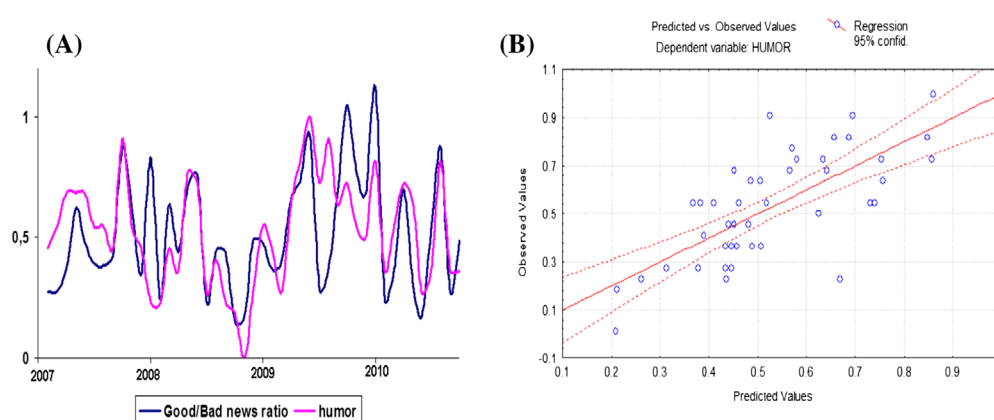 (A)
1
0,5
0
2007 2008 2009 2010
Good/Bad news ratio humor
(B)
Predicted vs. Observed Values
Dependent variable: HUMOR
Regression
95% confid.
Observed Values
1.1
0.9
0.7
0.5
0.3
0.1
-0.1
0.1 0.2 0.3 0.4 0.5 0.6 0.7 0.8 0.9
Predicted Values